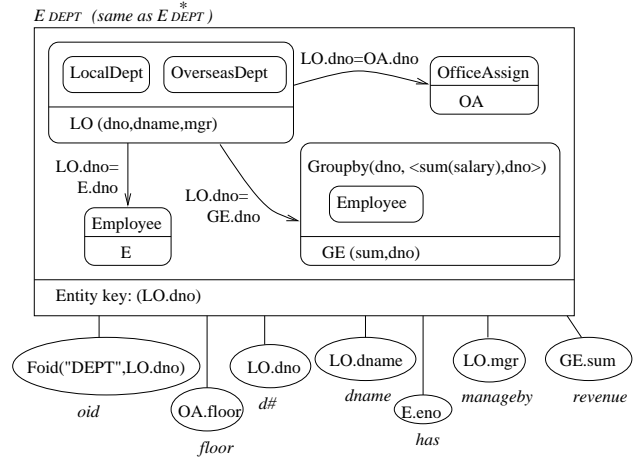 E DEPT (same as E DEPT* )
LocalDept
OverseasDept
LO (dno,dname,mgr)
LO.dno=OA.dno
OfficeAssign
OA
LO.dno=
E.dno
Employee
E
LO.dno=
GE.dno
Groupby(dno, <sum(salary),dno>)
Employee
GE (sum,dno)
Entity key: (LO.dno)
Foid("DEPT",LO.dno)
oid
OA.floor
floor
LO.dno
d#
LO.dname
dname
E.eno
has
LO.mgr
manageby
GE.sum
revenue